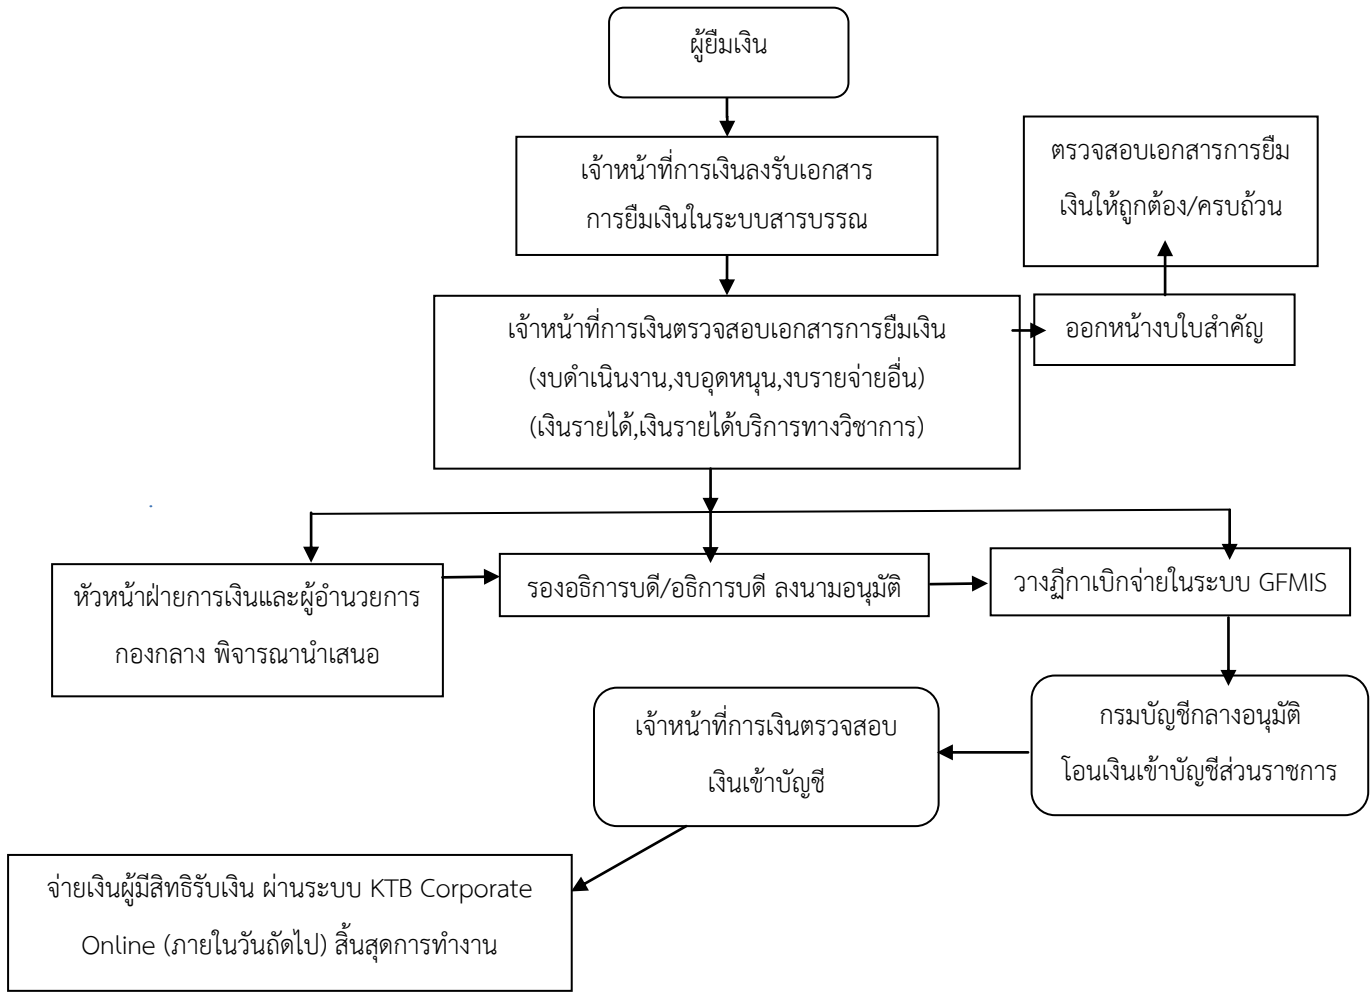 ผู้ยืมเงิน
เจ้าหน้าที่การเงินลงรับเอกสาร
การยืมเงินในระบบสารบรรณ
ตรวจสอบเอกสารการยืม
เงินให้ถูกต้อง/ครบถ้วน
เจ้าหน้าที่การเงินตรวจสอบเอกสารการยืมเงิน
(งบดำเนินงาน,งบอุดหนุน,งบรายจ่ายอื่น)
(เงินรายได้,เงินรายได้บริการทางวิชาการ)
ออกหน้างบใบสำคัญ
หัวหน้าฝ่ายการเงินและผู้อำนวยการ
กองกลาง พิจารณานำเสนอ
รองอธิการบดี/อธิการบดี ลงนามอนุมัติ
วางฏีกาเบิกจ่ายในระบบ GFMIS
กรมบัญชีกลางอนุมัติ
โอนเงินเข้าบัญชีส่วนราชการ
เจ้าหน้าที่การเงินตรวจสอบ
เงินเข้าบัญชี
จ่ายเงินผู้มีสิทธิรับเงิน ผ่านระบบ KTB Corporate
Online (ภายในวันถัดไป) สิ้นสุดการทำงาน